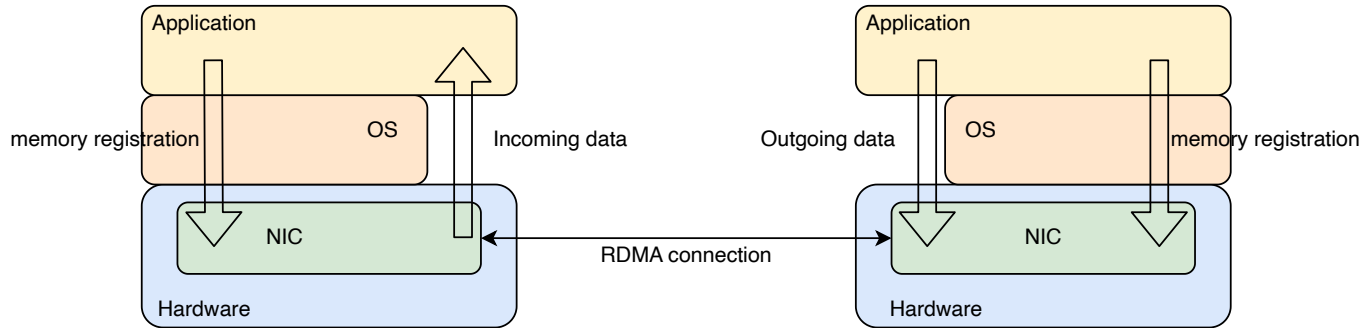 Application
Application
OS
OS
memory registration
Incoming data
Outgoing data
memory registration
NIC
NIC
RDMA connection
Hardware
Hardware